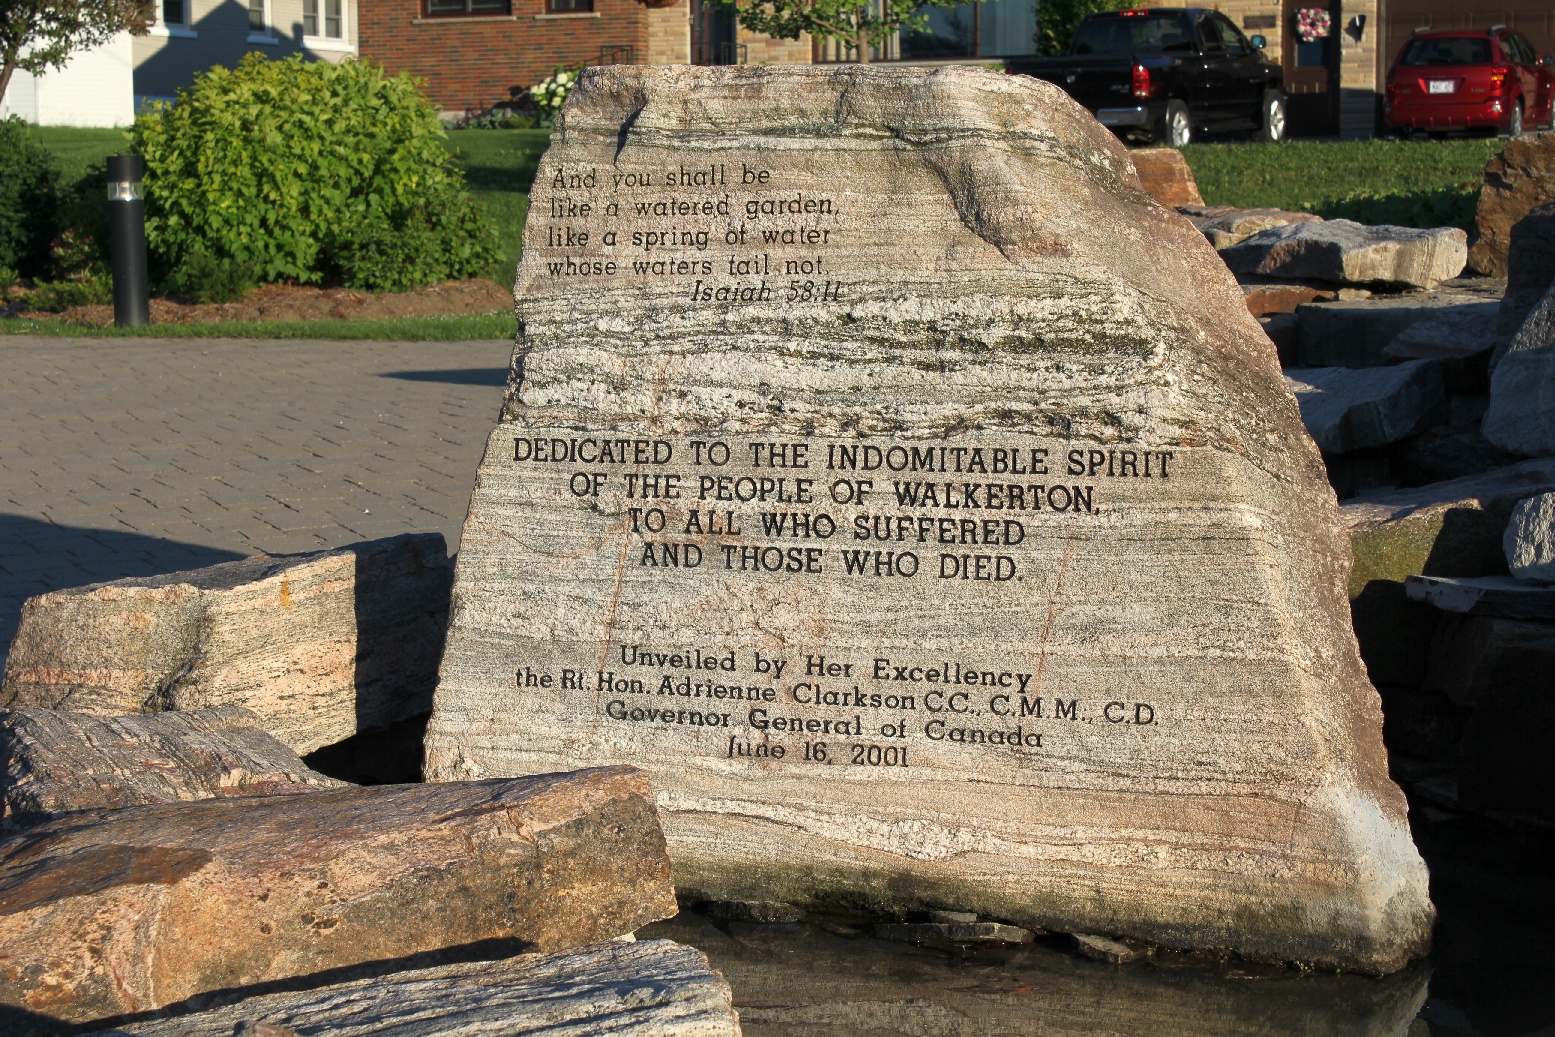 And you shall be
like a watered garden,
like a spring of water
whose waters fail not.
Isaiah 58:11
DEDICATED TO THE INDOMITABLE SPIRIT
OF THE PEOPLE OF WALKERTON,
TO ALL WHO SUFFERED
AND THOSE WHO DIED.
Unveiled by Her Excellency
the Rt. Hon. Adrienne Clarkson C.C., C.M.M., C.D.
Governor General of Canada
June 16, 2001